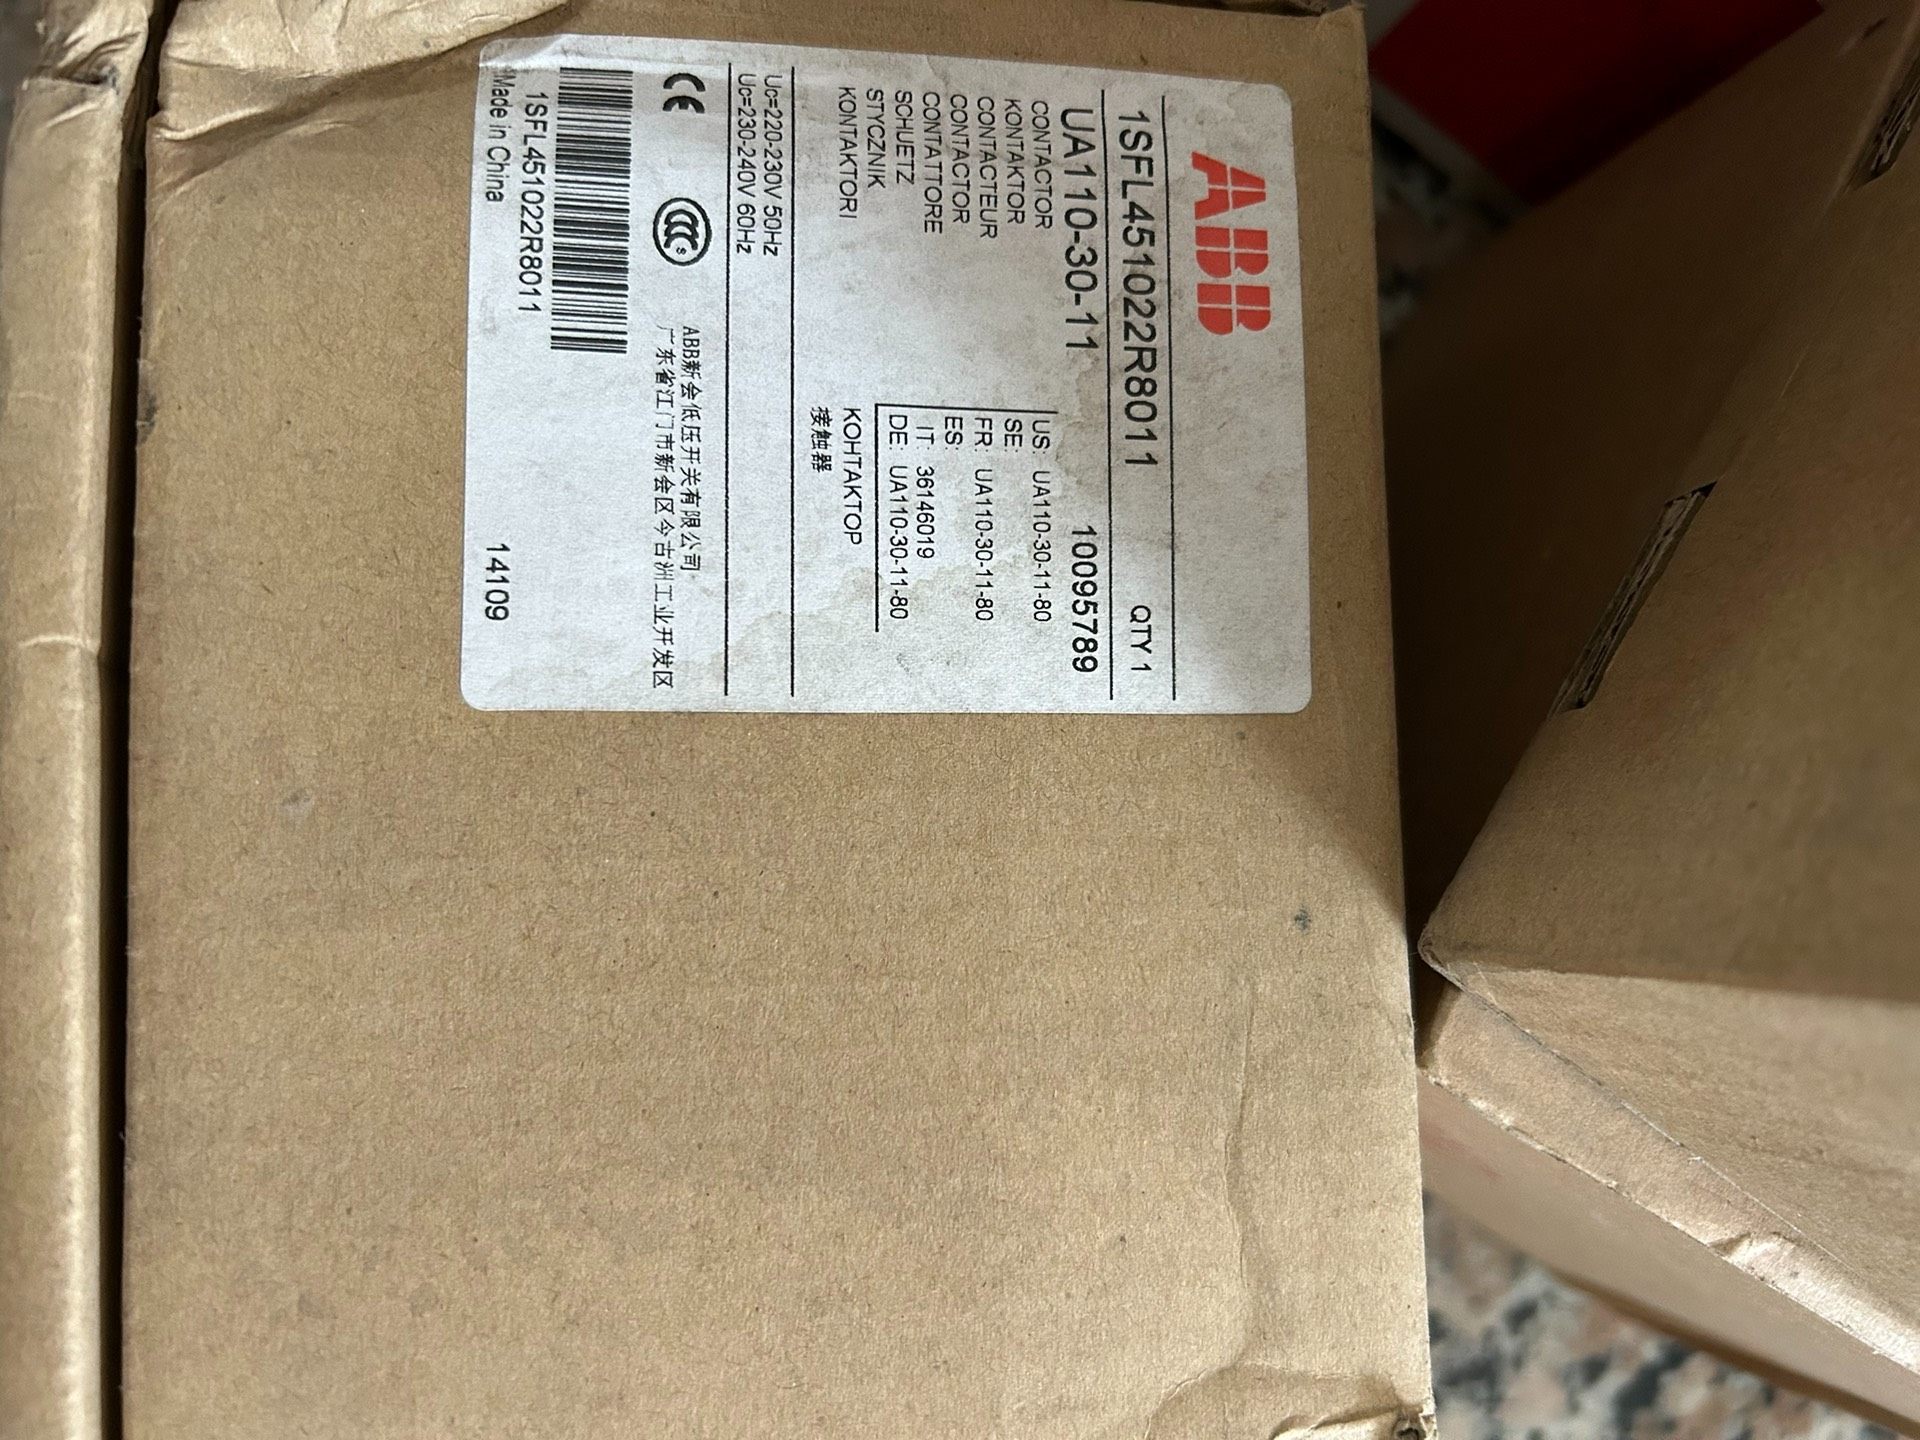 ABB
1SFL451022R8011 QTY 1
UA110-30-11 10095789
CONTACTOR
KONTAKTOR
CONTACTEUR
CONTACTOR
CONTATTORE
SCHUETZ
STYCZNIK
KONTAKTORI
US: UA110-30-11-80
SE:
FR: UA110-30-11-80
ES:
IT: 36146019
DE: UA110-30-11-80
КОНТАКТОР
接触器
Uc=220-230V 50Hz
Uc=230-240V 60Hz
CE
CCC S
ABB新会低压开关有限公司
广东省江门市新会区今古洲工业开发区
1SFL451022R8011
Made in China 14109